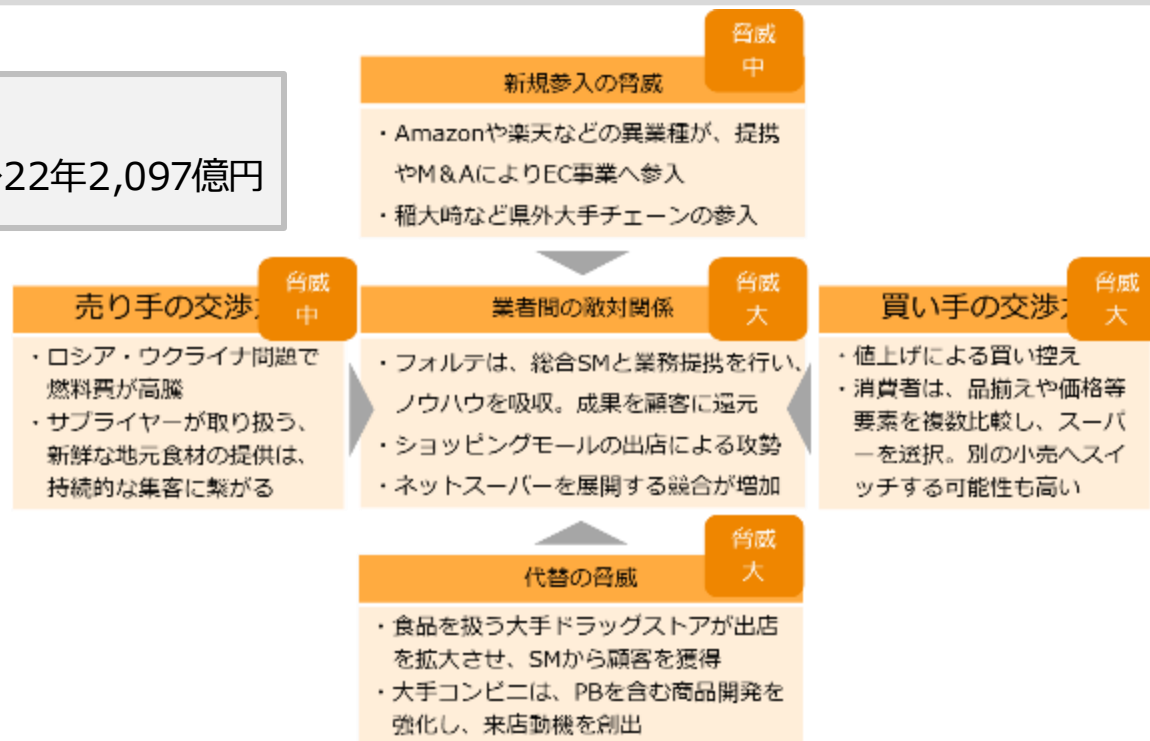 脅威
中
新規参入の脅威
・Amazonや楽天などの異業種が、提携
やM&AによりEC事業へ参入
・稲大時など県外大手チェーンの参入
22年2,097億円
脅威
中
売り手の交渉
・ロシア・ウクライナ問題で
燃料費が高騰
・サプライヤーが取り扱う、
新鮮な地元食材の提供は、
持続的な集客に繋がる
脅威
大
業者間の敵対関係
・フォルテは、総合SMと業務提携を行い、
ノウハウを吸収。成果を顧客に還元
・ショッピングモールの出店による攻勢
・ネットスーパーを展開する競合が増加
脅威
大
買い手の交渉
・値上げによる買い控え
・消費者は、品揃えや価格等
要素を複数比較し、スーパ
ーを選択。別の小売へスイ
ッチする可能性も高い
脅威
大
代替の脅威
・食品を扱う大手ドラッグストアが出店
を拡大させ、SMから顧客を獲得
・大手コンビニは、PBを含む商品開発を
強化し、来店動機を創出